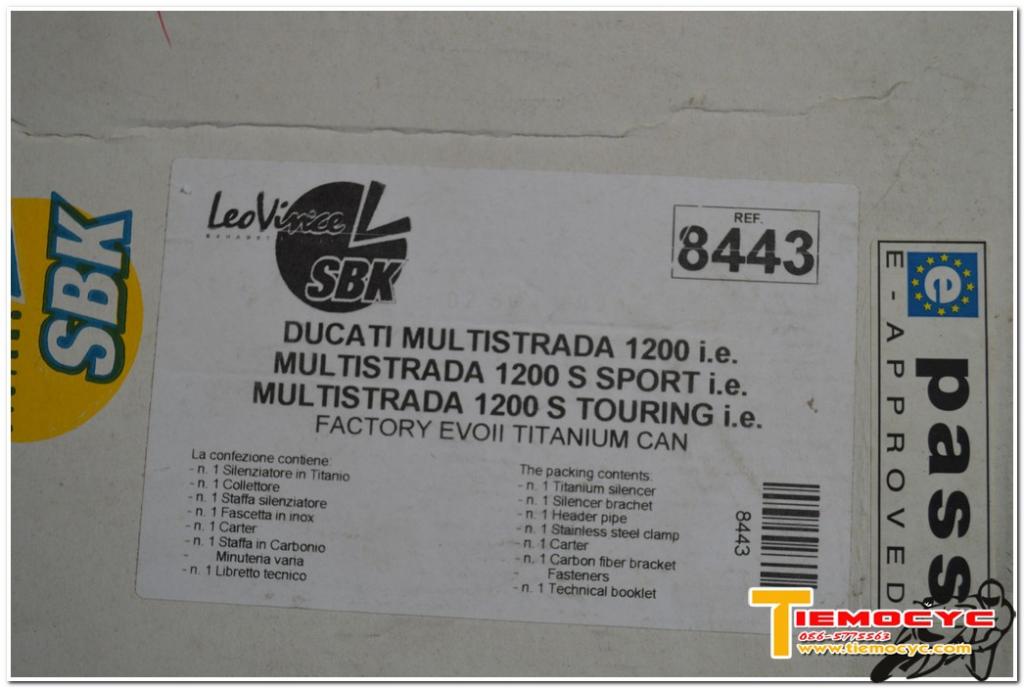 LeoVince
SBK
REF.
8443
DUCATI MULTISTRADA 1200 i.e.
MULTISTRADA 1200 S SPORT i.e.
MULTISTRADA 1200 S TOURING i.e.
FACTORY EVOII TITANIUM CAN
La confezione contiene:
- n. 1 Silenziatore in Titanio
- n. 1 Collettore
- n. 1 Staffa silenziatore
- n. 1 Fascetta in inox
- n. 1 Carter
- n. 1 Staffa in Carbonio
- Minuteria varia
- n. 1 Libretto tecnico
The packing contents:
- n. 1 Titanium silencer
- n. 1 Silencer brachet
- n. 1 Header pipe
- n. 1 Stainless steel clamp
- n. 1 Carter
- n. 1 Carbon fiber bracket
- Fasteners
- n. 1 Technical booklet
8443
SBK
e pass
E-APPROVED
TIEMOCYC
086-5775563
www.tiemocyc.com